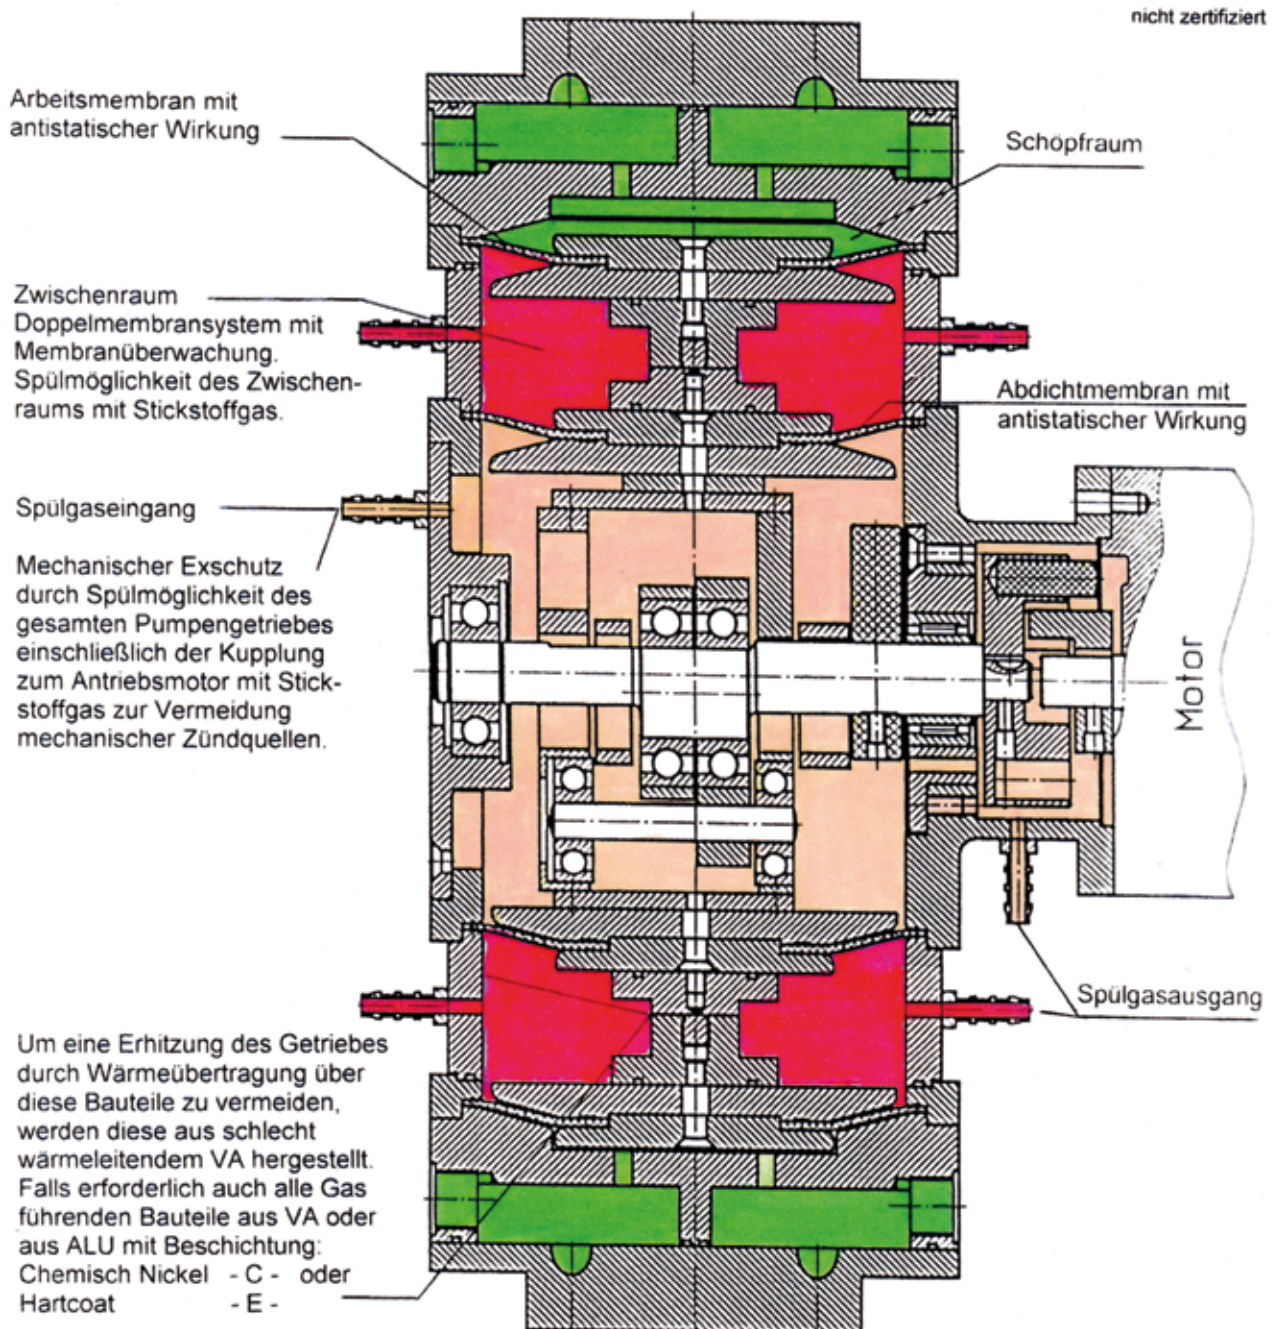 nicht zertifiziert
Arbeitsmembran mit
antistatischer Wirkung
Schöpfraum
Zwischenraum
Doppelmembransystem mit
Membranüberwachung.
Spülmöglichkeit des Zwischen-
raums mit Stickstoffgas.
Abdichtmembran mit
antistatischer Wirkung
Spülgaseingang
Mechanischer Exschutz
durch Spülmöglichkeit des
gesamten Pumpengetriebes
einschließlich der Kupplung
zum Antriebsmotor mit Stick-
stoffgas zur Vermeidung
mechanischer Zündquellen.
Motor
Spülgasausgang
Um eine Erhitzung des Getriebes
durch Wärmeübertragung über
diese Bauteile zu vermeiden,
werden diese aus schlecht
wärmeleitendem VA hergestellt.
Falls erforderlich auch alle Gas
führenden Bauteile aus VA oder
aus ALU mit Beschichtung:
Chemisch Nickel - C - oder
Hartcoat - E -